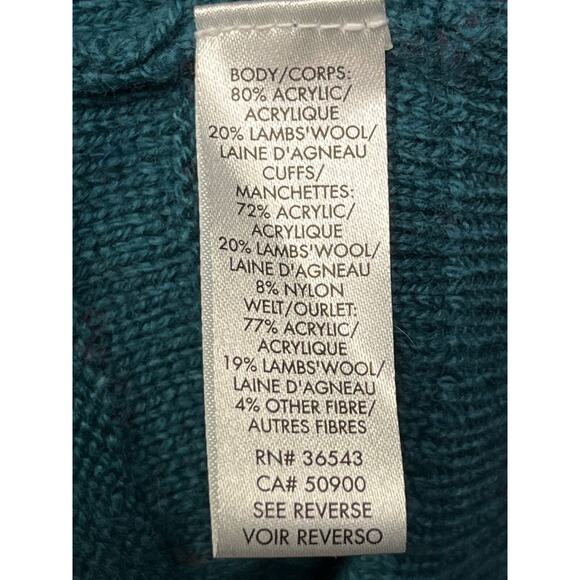 BODY/CORPS:
80% ACRYLIC/
ACRYLIQUE
20% LAMBS'WOOL/
LAINE D'AGNEAU
CUFFS/
MANCHETTES:
72% ACRYLIC/
ACRYLIQUE
20% LAMBS'WOOL/
LAINE D'AGNEAU
8% NYLON
WELT/OURLET:
77% ACRYLIC/
ACRYLIQUE
19% LAMBS'WOOL/
LAINE D'AGNEAU
4% OTHER FIBRE/
AUTRES FIBRES
RN# 36543
CA# 50900
SEE REVERSE
VOIR REVERSO